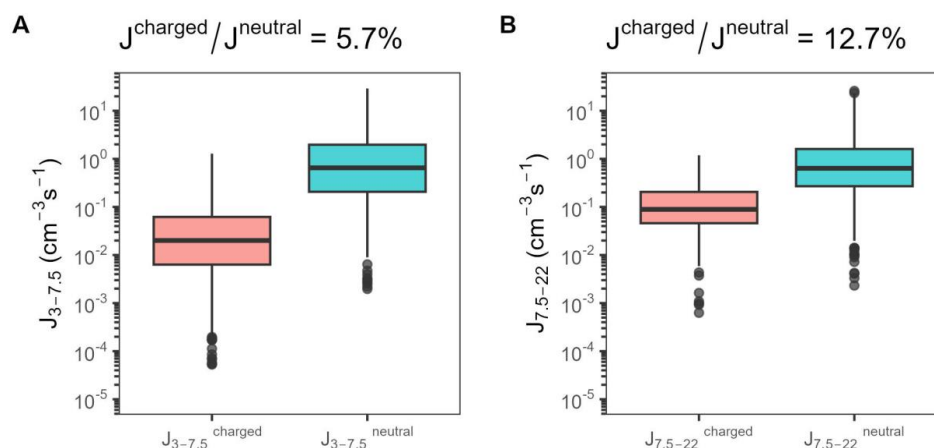 A
J^charged/J^neutral = 5.7%
J_3−7.5 (cm^−3s^−1)
10^1
10^0
10^−1
10^−2
10^−3
10^−4
10^−5
J_3−7.5^charged
J_3−7.5^neutral
B
J^charged/J^neutral = 12.7%
J_7.5−22 (cm^−3s^−1)
10^1
10^0
10^−1
10^−2
10^−3
10^−4
10^−5
J_7.5−22^charged
J_7.5−22^neutral